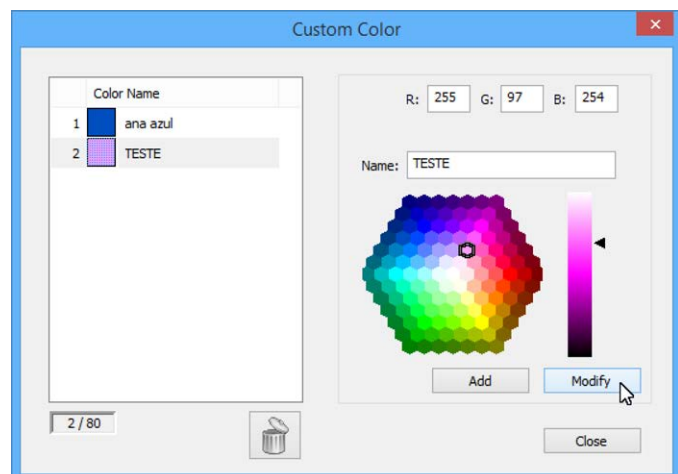 Custom Color
Color Name
1 ana azul
2 TESTE
2 / 80
R: 255 G: 97 B: 254
Name: TESTE
Add Modify
Close